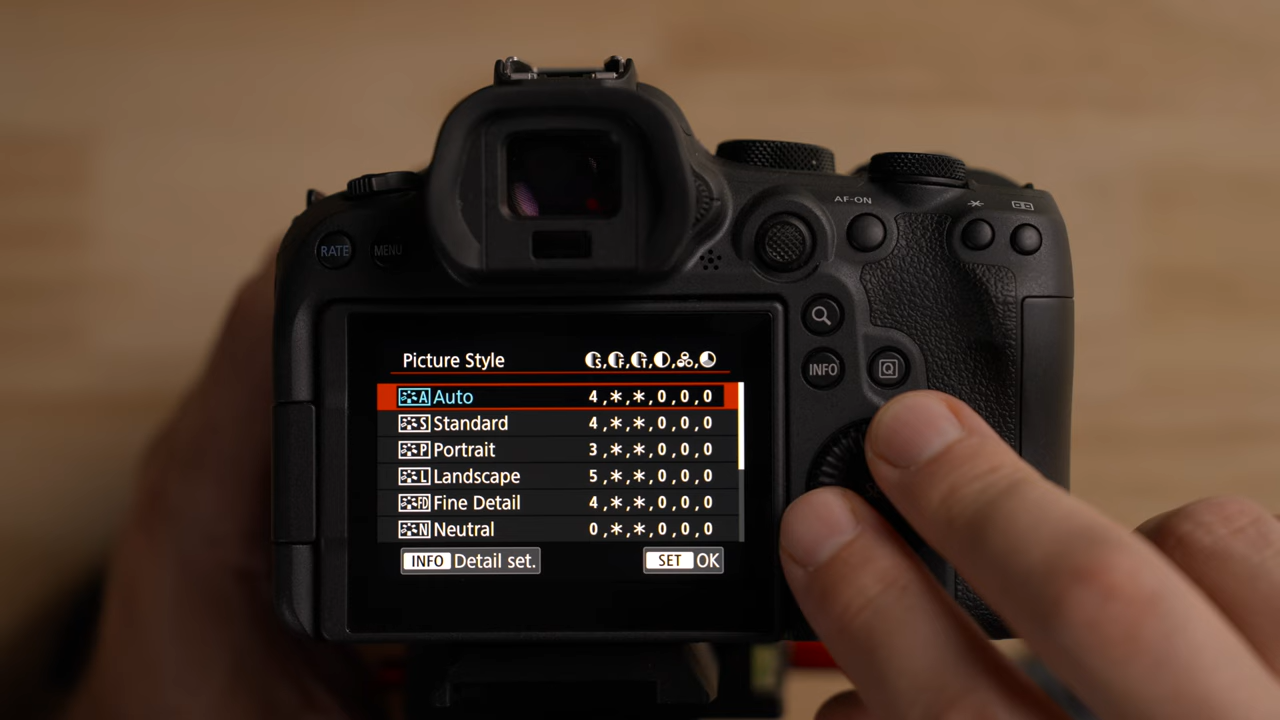 AF-ON
RATE MENU
INFO Q
Picture Style S, F, T, , ,
A Auto 4,*,*,0,0,0
S Standard 4,*,*,0,0,0
P Portrait 3,*,*,0,0,0
L Landscape 5,*,*,0,0,0
FD Fine Detail 4,*,*,0,0,0
N Neutral 0,*,*,0,0,0
INFO Detail set. SET OK